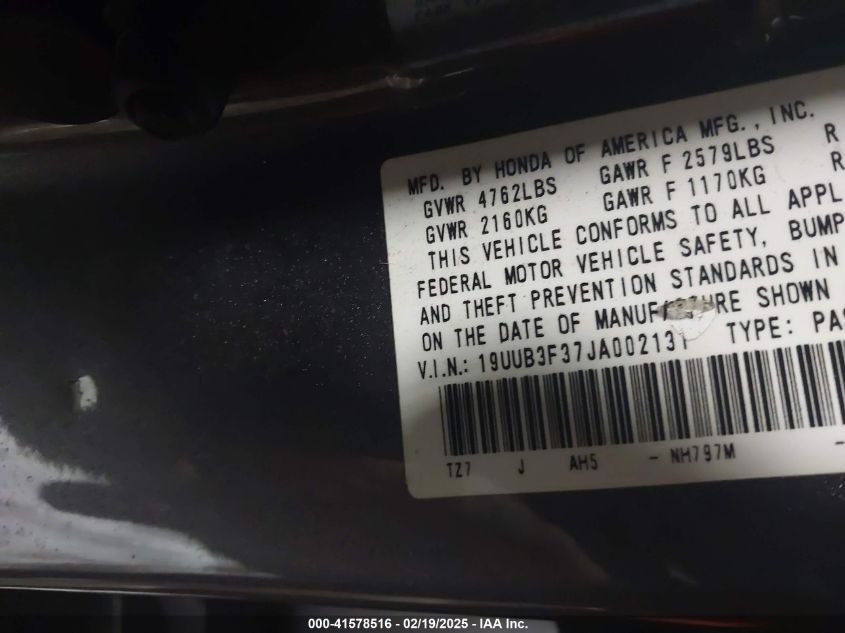 MFD. BY HONDA OF AMERICA MFG., INC.
GVWR 4762LBS GAWR F 2579LBS R
GVWR 2160KG GAWR F 1170KG R
THIS VEHICLE CONFORMS TO ALL APPL
FEDERAL MOTOR VEHICLE SAFETY, BUMP
AND THEFT PREVENTION STANDARDS IN
ON THE DATE OF MANUFACTURE SHOWN
V.I.N.: 19UUB3F37JA002131 TYPE: PAS
TZ7 J AH5 - NH797M -
000-41578516 - 02/19/2025 - IAA Inc.